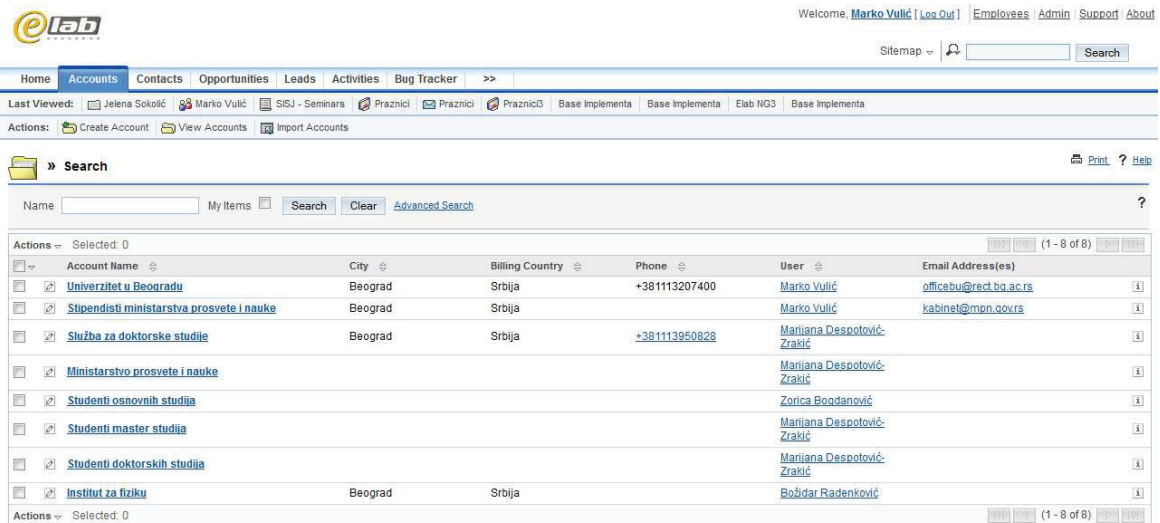 elab
Welcome, Marko Vulić [ Log Out ] Employees Admin Support About
Sitemap Search
Home Accounts Contacts Opportunities Leads Activities Bug Tracker >>
Last Viewed: Jelena Sokolić Marko Vulić SISJ - Seminars Praznici Praznici Praznici3 Base Implementa Base Implementa Elab NG3 Base Implementa
Actions: Create Account View Accounts Import Accounts
» Search Print ? Help
Name My Items Search Clear Advanced Search ?
Actions Selected: 0 (1 - 8 of 8)
Account Name City Billing Country Phone User Email Address(es)
Univerzitet u Beogradu Beograd Srbija +381113207400 Marko Vulić officebu@rect.bg.ac.rs
Stipendisti ministarstva prosvete i nauke Beograd Srbija Marko Vulić kabinet@mpn.gov.rs
Služba za doktorske studije Beograd Srbija +381113950828 Marijana Despotović-
Zrakić
Ministarstvo prosvete i nauke Marijana Despotović-
Zrakić
Studenti osnovnih studija Zorica Bogdanović
Studenti master studija Marijana Despotović-
Zrakić
Studenti doktorskih studija Marijana Despotović-
Zrakić
Institut za fiziku Beograd Srbija Božidar Radenković
Actions Selected: 0 (1 - 8 of 8)